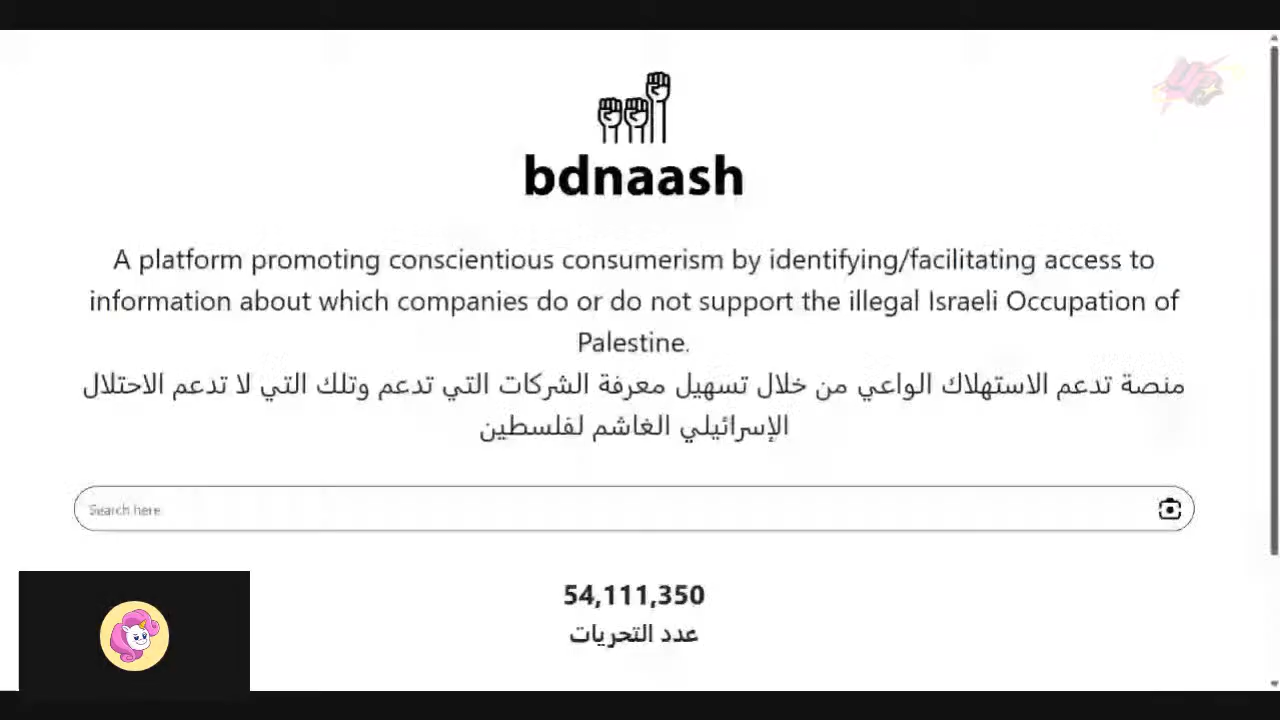 bdnaash
A platform promoting conscientious consumerism by identifying/facilitating access to
information about which companies do or do not support the illegal Israeli Occupation of
Palestine.
منصة تدعم الاستهلاك الواعي من خلال تسهيل معرفة الشركات التي تدعم وتلك التي لا تدعم الاحتلال
الإسرائيلي الغاشم لفلسطين
Search here
54,111,350
عدد التحريات